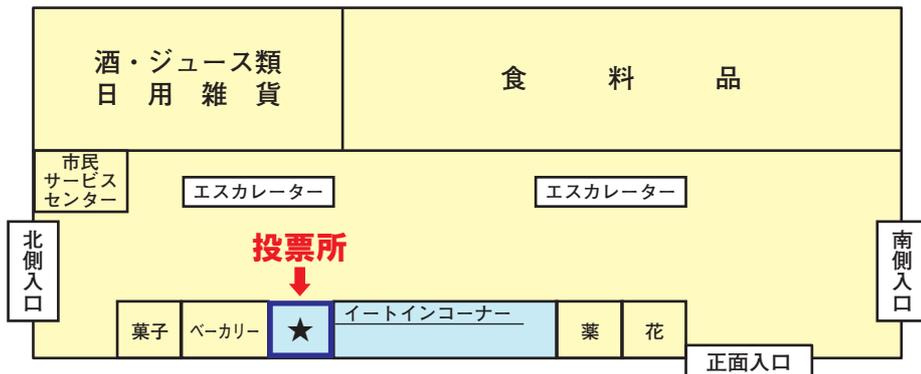 酒・ジュース類
日用雑貨
食料品
市民
サービス
センター
エスカレーター
エスカレーター
北側入口
南側入口
投票所
菓子
ベーカリー
★
イートインコーナー
薬
花
正面入口